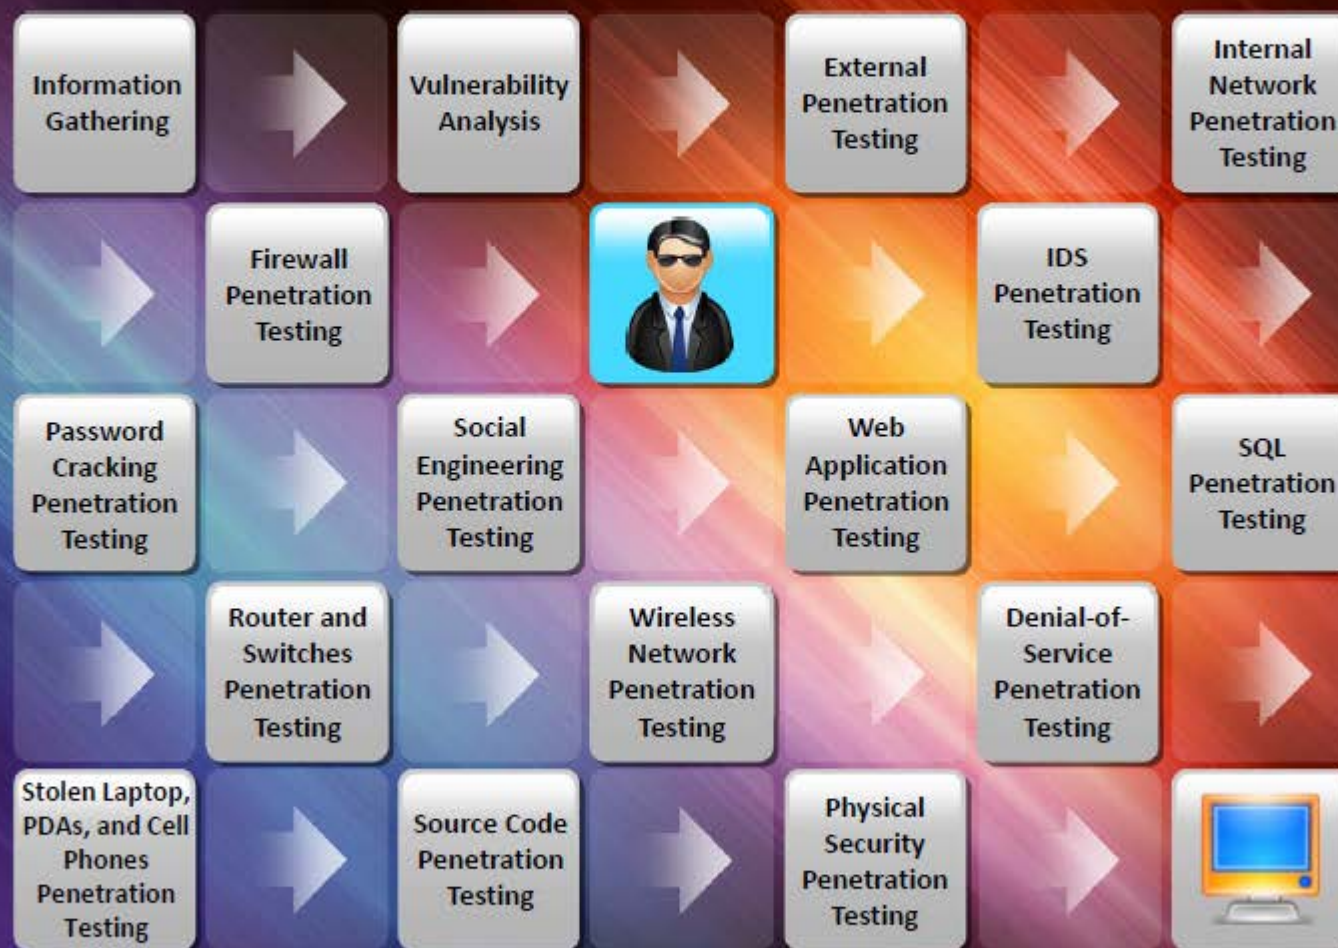 Information
Gathering
Vulnerability
Analysis
External
Penetration
Testing
Internal
Network
Penetration
Testing
Firewall
Penetration
Testing
IDS
Penetration
Testing
Password
Cracking
Penetration
Testing
Social
Engineering
Penetration
Testing
Web
Application
Penetration
Testing
SQL
Penetration
Testing
Router and
Switches
Penetration
Testing
Wireless
Network
Penetration
Testing
Denial-of-
Service
Penetration
Testing
Stolen Laptop,
PDAs, and Cell
Phones
Penetration
Testing
Source Code
Penetration
Testing
Physical
Security
Penetration
Testing